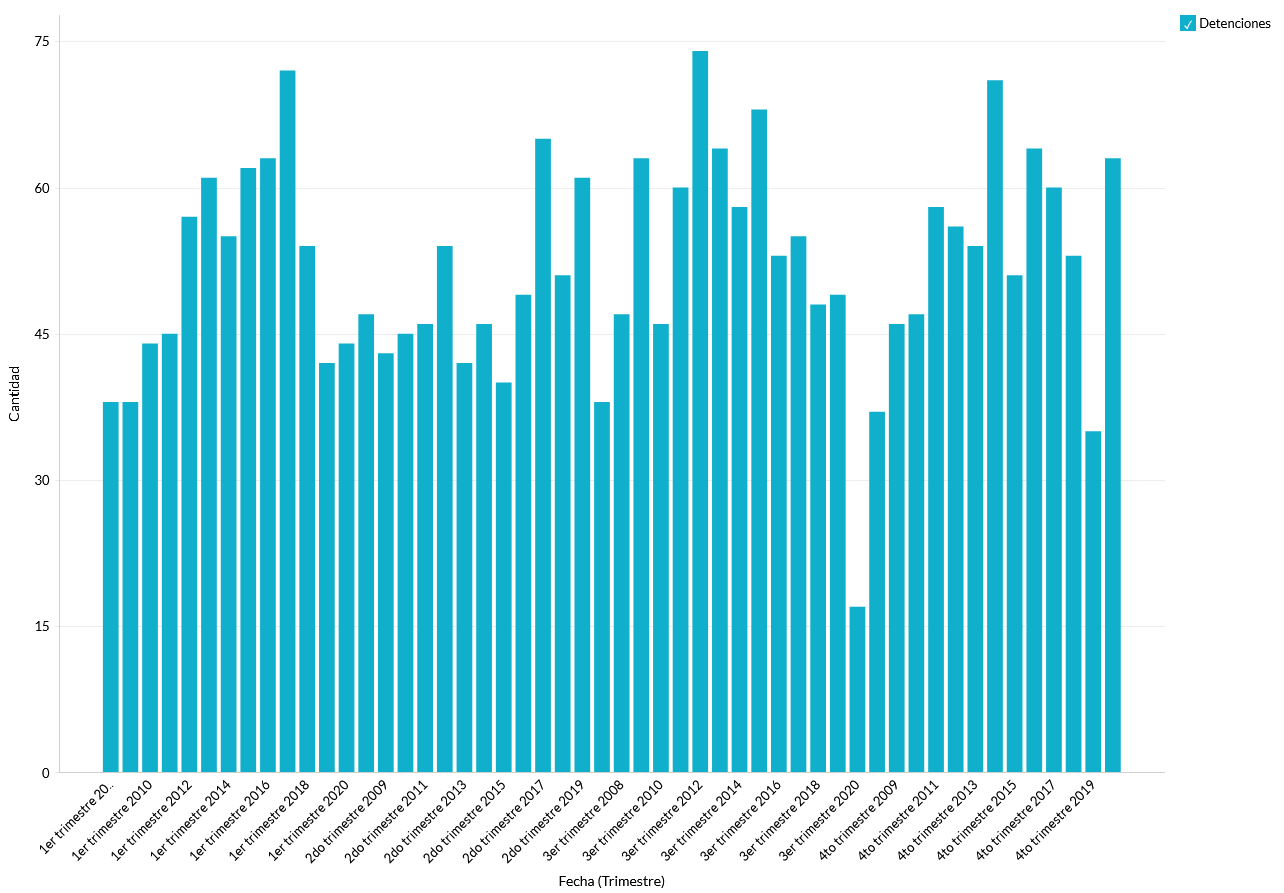 Detenciones
75
60
45
30
15
0
Cantidad
1er trimestre 20..
1er trimestre 2010
1er trimestre 2012
1er trimestre 2014
1er trimestre 2016
1er trimestre 2018
1er trimestre 2020
2do trimestre 2009
2do trimestre 2011
2do trimestre 2013
2do trimestre 2015
2do trimestre 2017
2do trimestre 2019
3er trimestre 2008
3er trimestre 2010
3er trimestre 2012
3er trimestre 2014
3er trimestre 2016
3er trimestre 2018
3er trimestre 2020
4to trimestre 2009
4to trimestre 2011
4to trimestre 2013
4to trimestre 2015
4to trimestre 2017
4to trimestre 2019
Fecha (Trimestre)